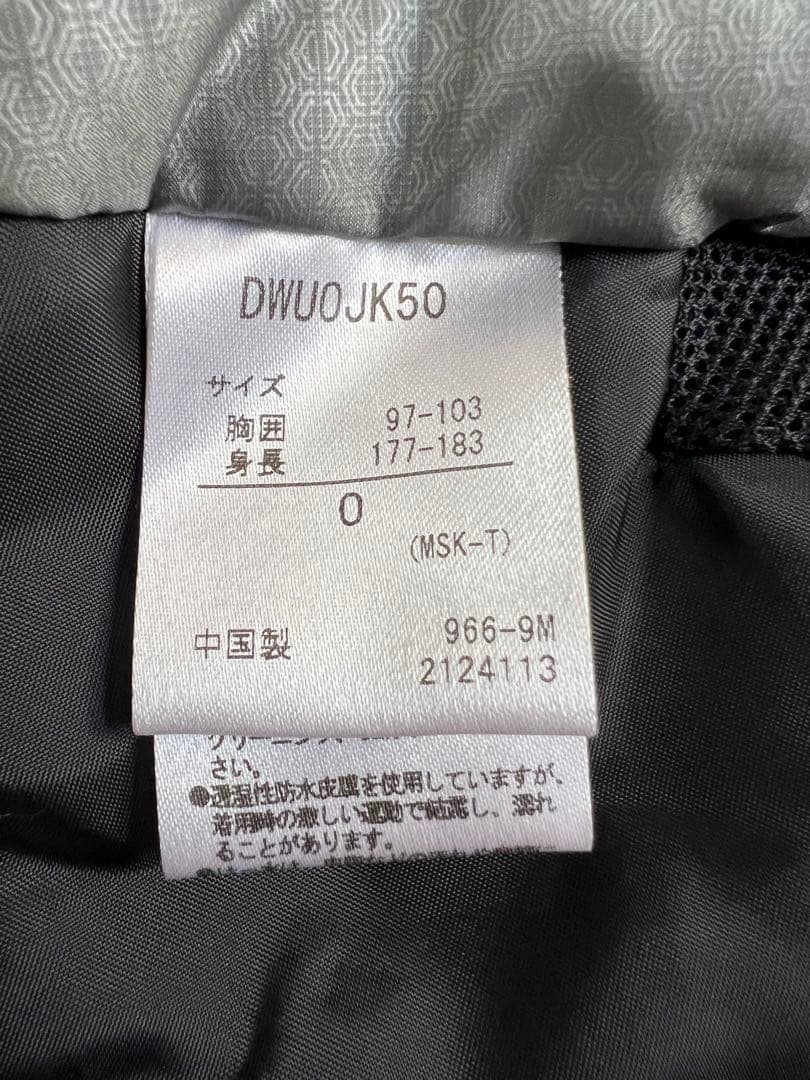 DWU0JK50
サイズ
胸囲 97-103
身長 177-183
O
(MSK-T)
中国製 966-9M
2124113
さい。
●透湿性防水皮膜を使用していますが、
着用時の激しい運動で結露し、濡れ
ることがあります。